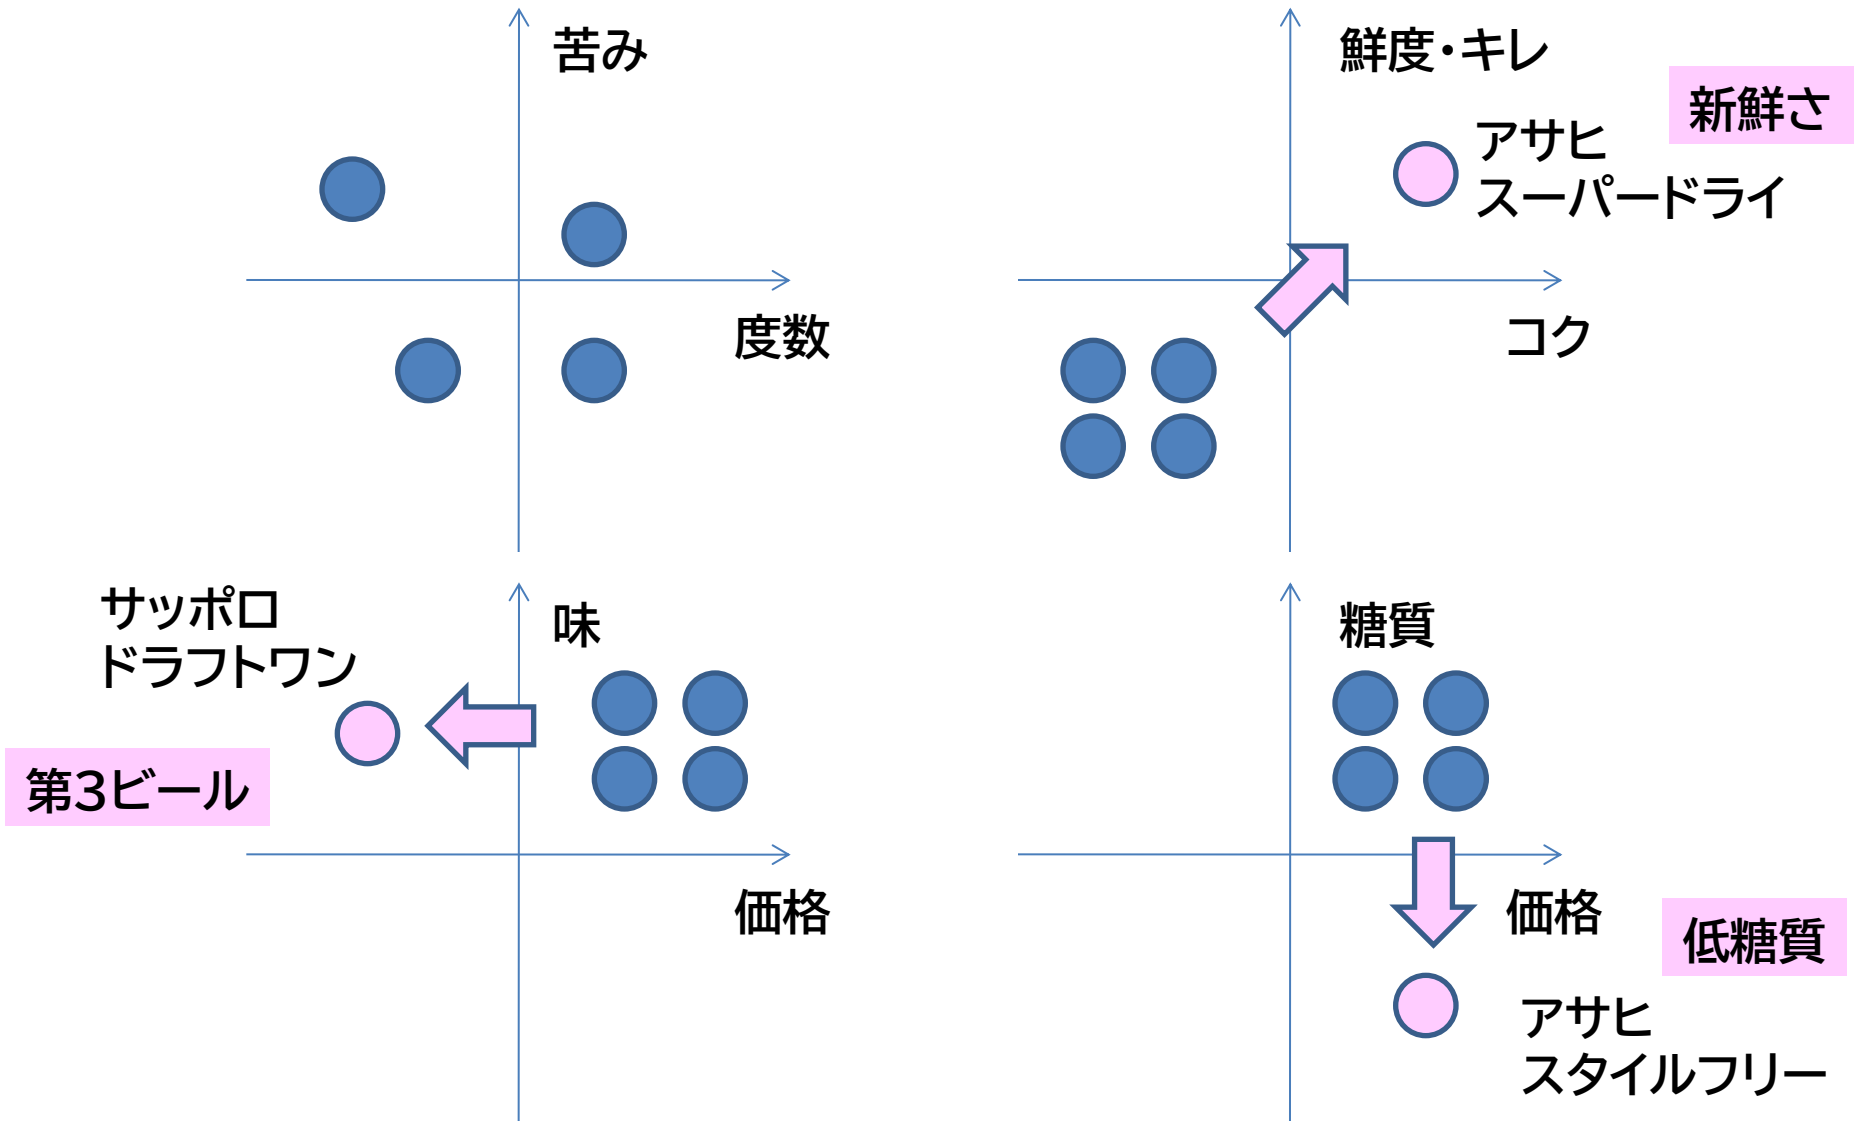 苦み
度数
鮮度・キレ
新鮮さ
アサヒ
スーパードライ
コク
サッポロ
ドラフトワン
味
第3ビール
価格
糖質
価格
低糖質
アサヒ
スタイルフリー